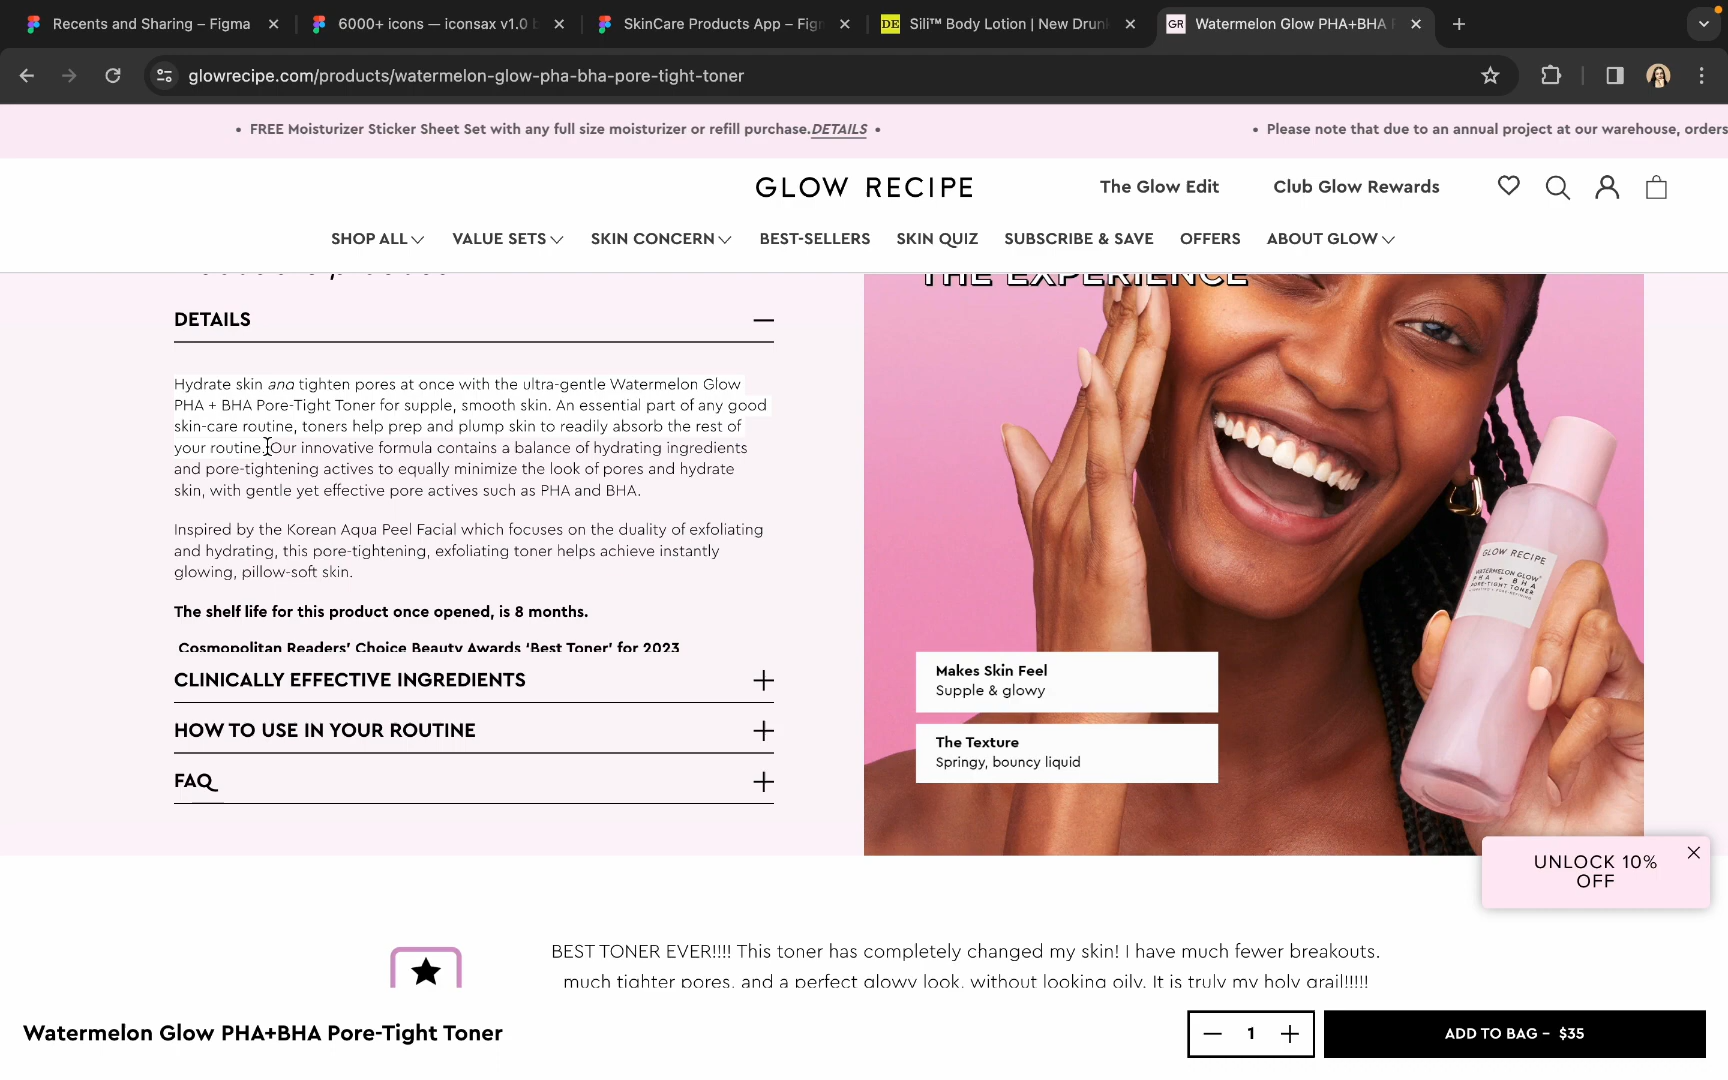 Recents and Sharing – Figma
6000+ icons — iconsax v1.0
SkinCare Products App – Fig
DE
Sili™ Body Lotion | New Drun
GR
Watermelon Glow PHA+BHA
glowrecipe.com/products/watermelon-glow-pha-bha-pore-tight-toner
• FREE Moisturizer Sticker Sheet Set with any full size moisturizer or refill purchase.DETAILS •
• Please note that due to an annual project at our warehouse, orders
GLOW RECIPE
The Glow Edit
Club Glow Rewards
SHOP ALL
VALUE SETS
SKIN CONCERN
BEST-SELLERS
SKIN QUIZ
SUBSCRIBE & SAVE
OFFERS
ABOUT GLOW
DETAILS
Hydrate skin and tighten pores at once with the ultra-gentle Watermelon Glow
PHA + BHA Pore-Tight Toner for supple, smooth skin. An essential part of any good
skin-care routine, toners help prep and plump skin to readily absorb the rest of
your routine. Our innovative formula contains a balance of hydrating ingredients
and pore-tightening actives to equally minimize the look of pores and hydrate
skin, with gentle yet effective pore actives such as PHA and BHA.
Inspired by the Korean Aqua Peel Facial which focuses on the duality of exfoliating
and hydrating, this pore-tightening, exfoliating toner helps achieve instantly
glowing, pillow-soft skin.
The shelf life for this product once opened, is 8 months.
Cosmopolitan Readers' Choice Beauty Awards 'Best Toner' for 2023
CLINICALLY EFFECTIVE INGREDIENTS
HOW TO USE IN YOUR ROUTINE
FAQ
THE EXPERIENCE
GLOW RECIPE
WATERMELON GLOW
PHA + BHA
PORE-TIGHT TONER
Makes Skin Feel
Supple & glowy
The Texture
Springy, bouncy liquid
UNLOCK 10%
OFF
BEST TONER EVER!!!! This toner has completely changed my skin! I have much fewer breakouts.
much tighter pores, and a perfect glowy look, without looking oily. It is truly my holy grail!!!!!
Watermelon Glow PHA+BHA Pore-Tight Toner
1
ADD TO BAG – $35